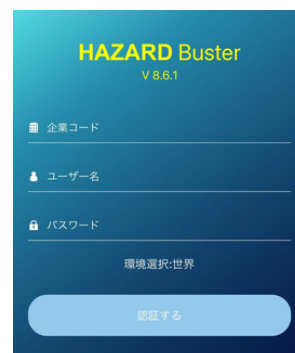 HAZARD Buster
V 8.6.1
企業コード
ユーザー名
パスワード
環境選択:世界
認証する